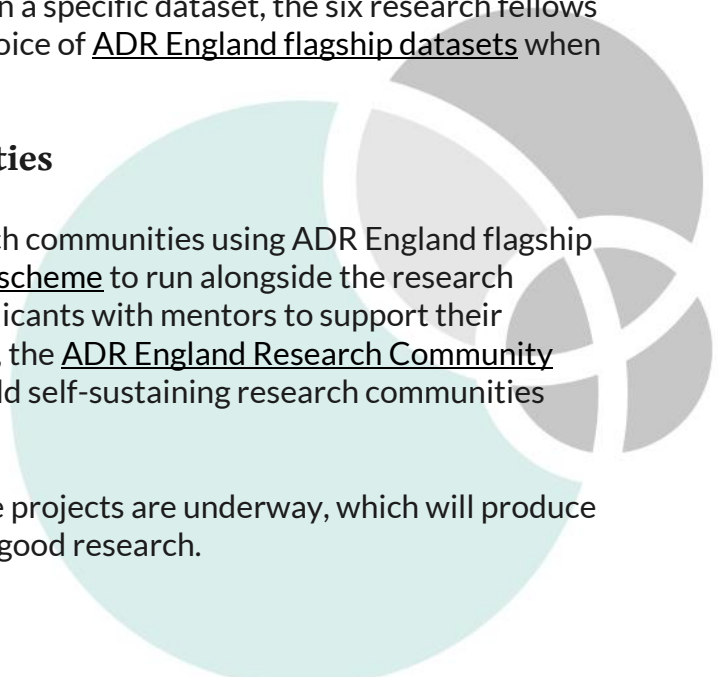 n a specific dataset, the six research fellows
oice of ADR England flagship datasets when
ties
ch communities using ADR England flagship
scheme to run alongside the research
icants with mentors to support their
, the ADR England Research Community
ld self-sustaining research communities
e projects are underway, which will produce
good research.